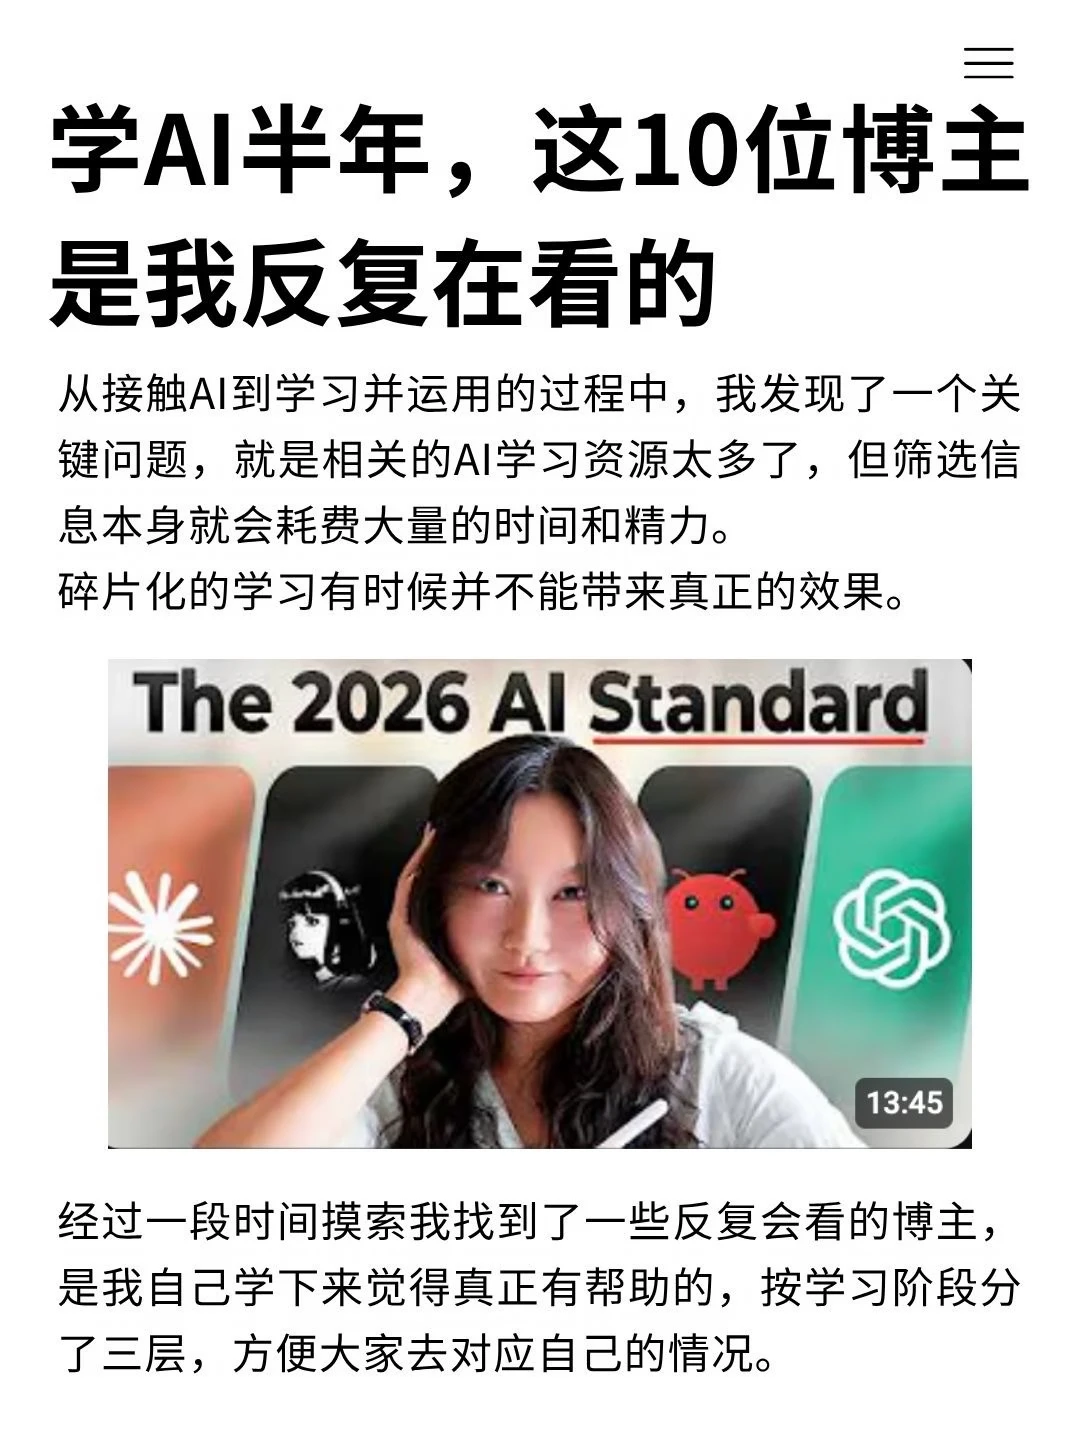 学AI半年，这10位博主
是我反复在看的
从接触AI到学习并运用的过程中，我发现了一个关
键问题，就是相关的AI学习资源太多了，但筛选信
息本身就会耗费大量的时间和精力。
碎片化的学习有时候并不能带来真正的效果。
The 2026 AI Standard
13:45
经过一段时间摸索我找到了一些反复会看的博主，
是我自己学下来觉得真正有帮助的，按学习阶段分
了三层，方便大家去对应自己的情况。